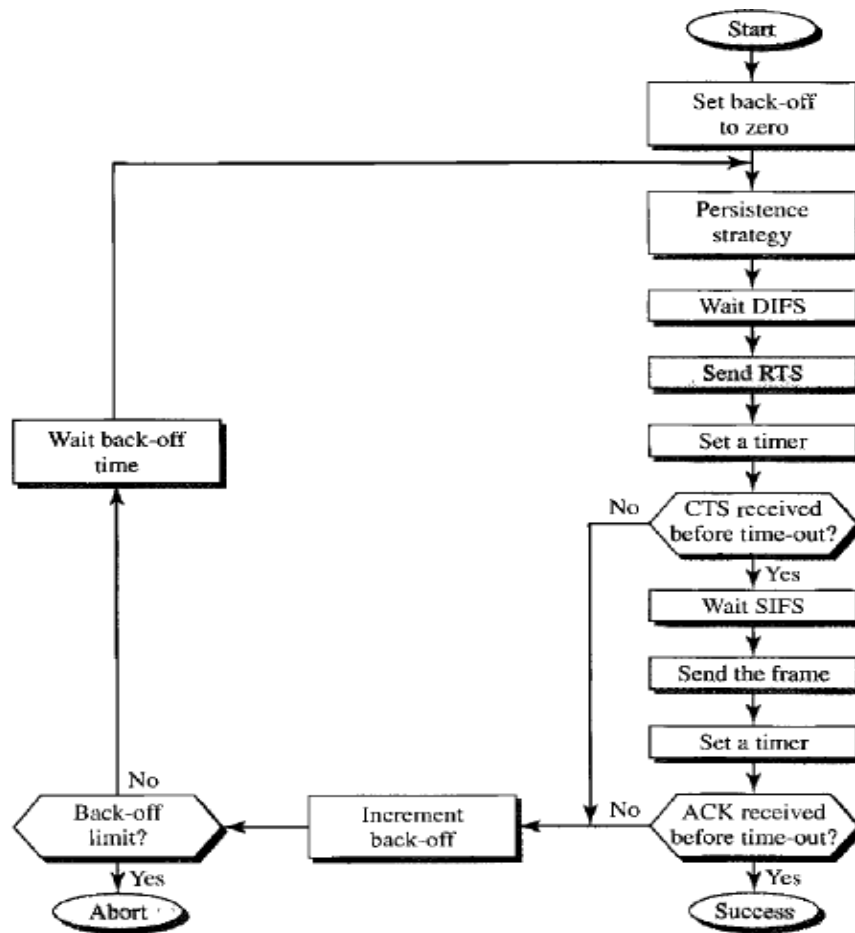 Start
Set back-off
to zero
Persistence
strategy
Wait DIFS
Send RTS
Set a timer
Wait back-off
time
CTS received
before time-out?
No
Yes
Wait SIFS
Send the frame
Set a timer
ACK received
before time-out?
No
Yes
Success
Increment
back-off
Back-off
limit?
No
Yes
Abort